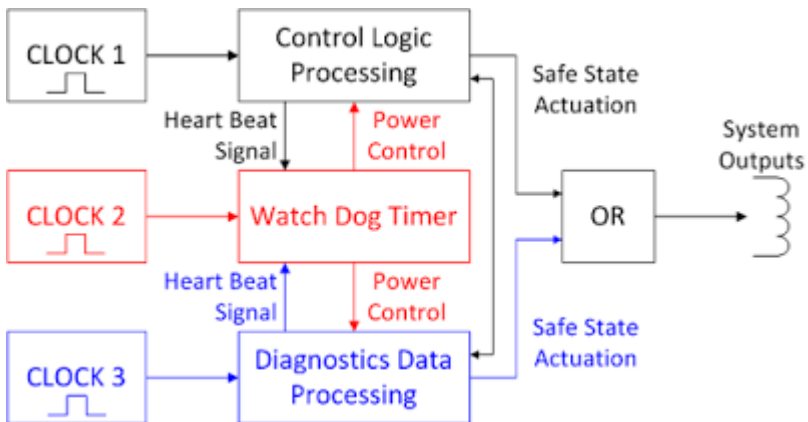 CLOCK 1
Control Logic
Processing
Safe State
Actuation
Heart Beat
Signal
Power
Control
System
Outputs
CLOCK 2
Watch Dog Timer
OR
Heart Beat
Signal
Power
Control
Safe State
Actuation
CLOCK 3
Diagnostics Data
Processing